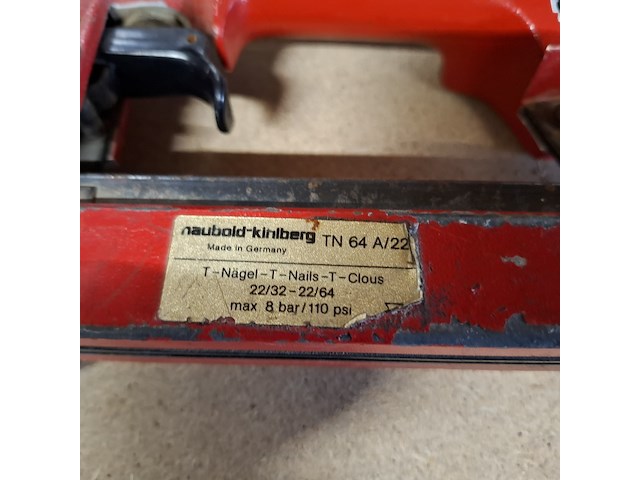 haubold-kihlberg TN 64 A/22
Made in Germany
T-Nägel-T-Nails-T-Clous
22/32-22/64
max 8 bar/110 psi